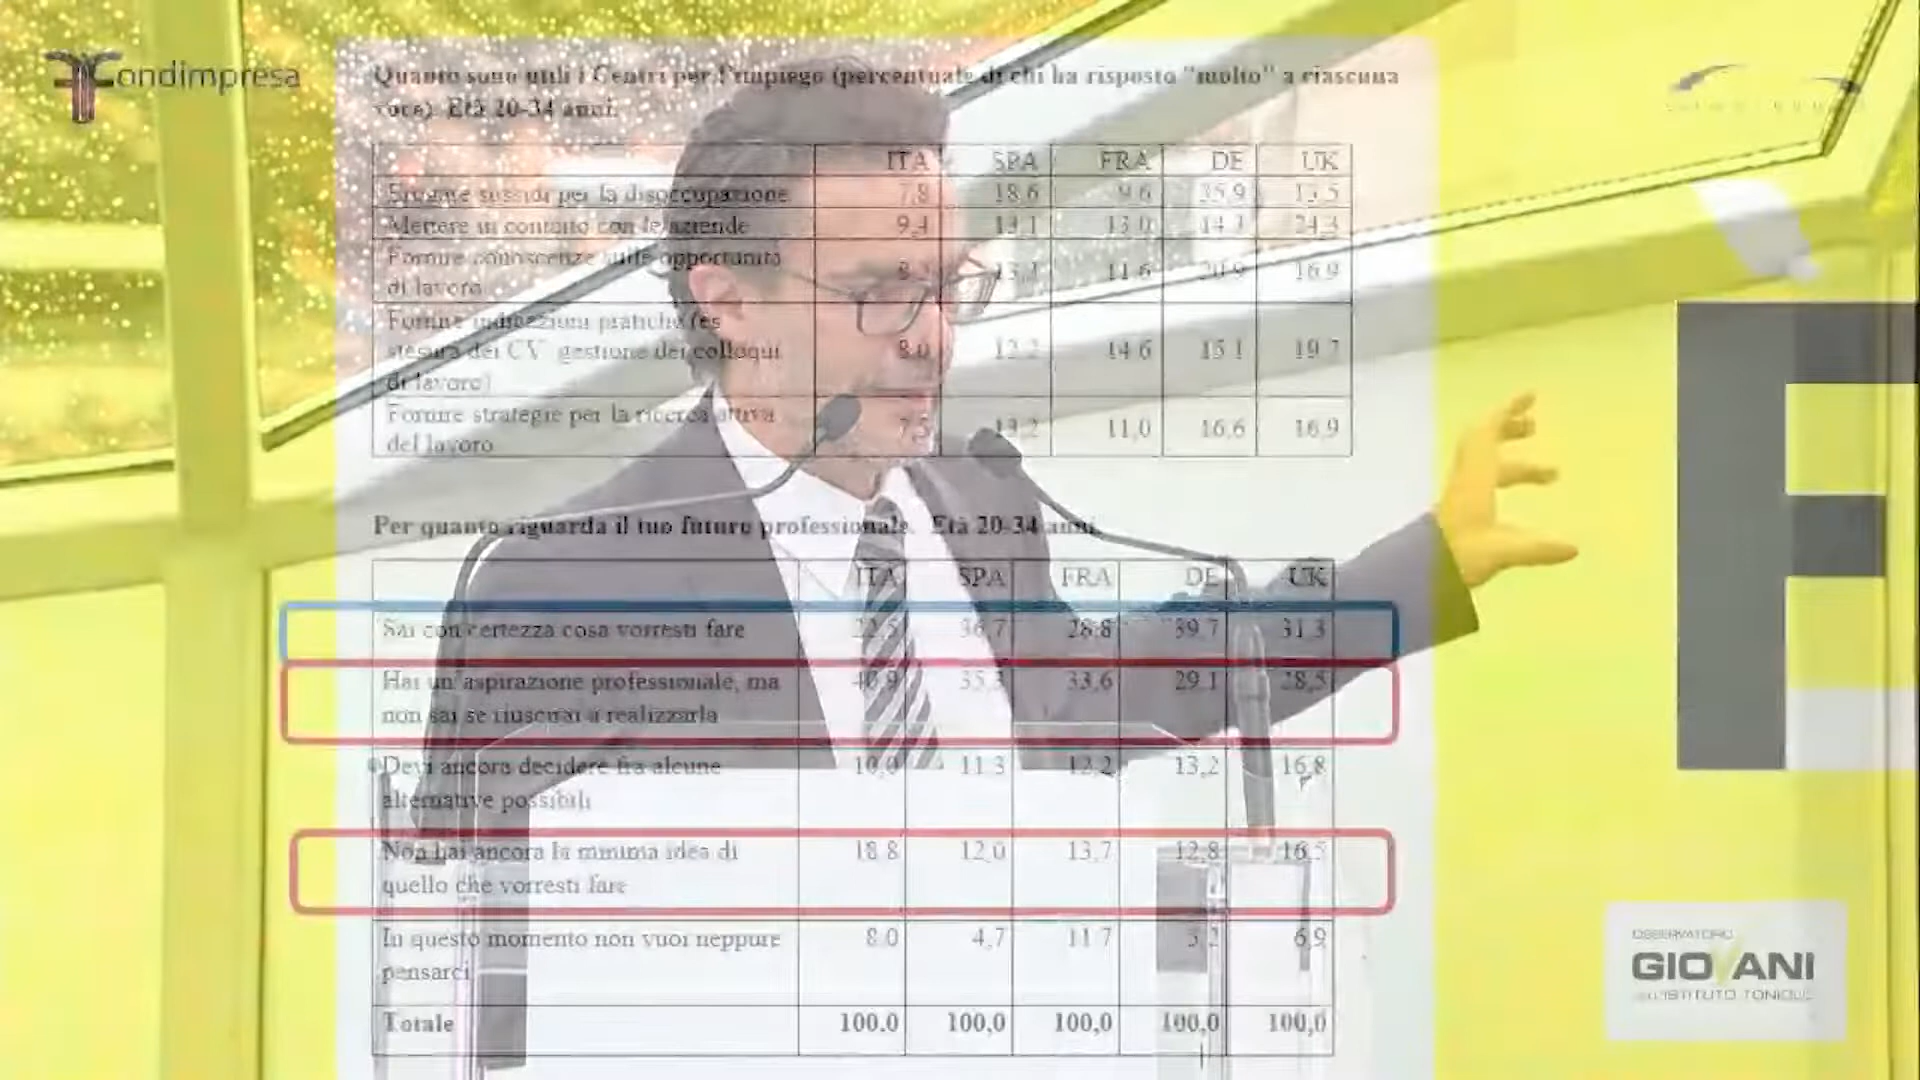 Fondimpresa
Quanto sono utili i Centri per l'impiego (percentuale di chi ha risposto "molto" a ciascuna
voce). Età 20-34 anni.
ITA SPA FRA DE UK
Erogare sussidi per la disoccupazione 7,8 18,6 9,6 35,9 13,5
Mettere in contatto con le aziende 9,4 13,1 13,0 14,3 24,3
Fornire conoscenze sulle opportunità
di lavoro 11,6 20,9 16,9
Fornire indicazioni pratiche (es
stesura del CV, gestione dei colloqui
di lavoro) 8,0 12,2 14,6 15,1 19,7
Fornire strategie per la ricerca attiva
del lavoro 7,5 13,2 11,0 16,6 16,9
Per quanto riguarda il tuo futuro professionale. Età 20-34 anni.
ITA SPA FRA DE UK
Sai con certezza cosa vorresti fare 22,5 36,7 28,8 39,7 31,3
Hai un'aspirazione professionale, ma
non sai se riuscirai a realizzarla 40,9 35,3 33,6 29,1 28,5
Devi ancora decidere fra alcune
alternative possibili 10,0 11,3 12,2 13,2 16,8
Non hai ancora la minima idea di
quello che vorresti fare 18,8 12,0 13,7 12,8 16,5
In questo momento non vuoi neppure
pensarci 8,0 4,7 11,7 5,2 6,9
Totale 100,0 100,0 100,0 100,0 100,0
F
OSSERVATORIO
GIOVANI
ISTITUTO TONIOLO